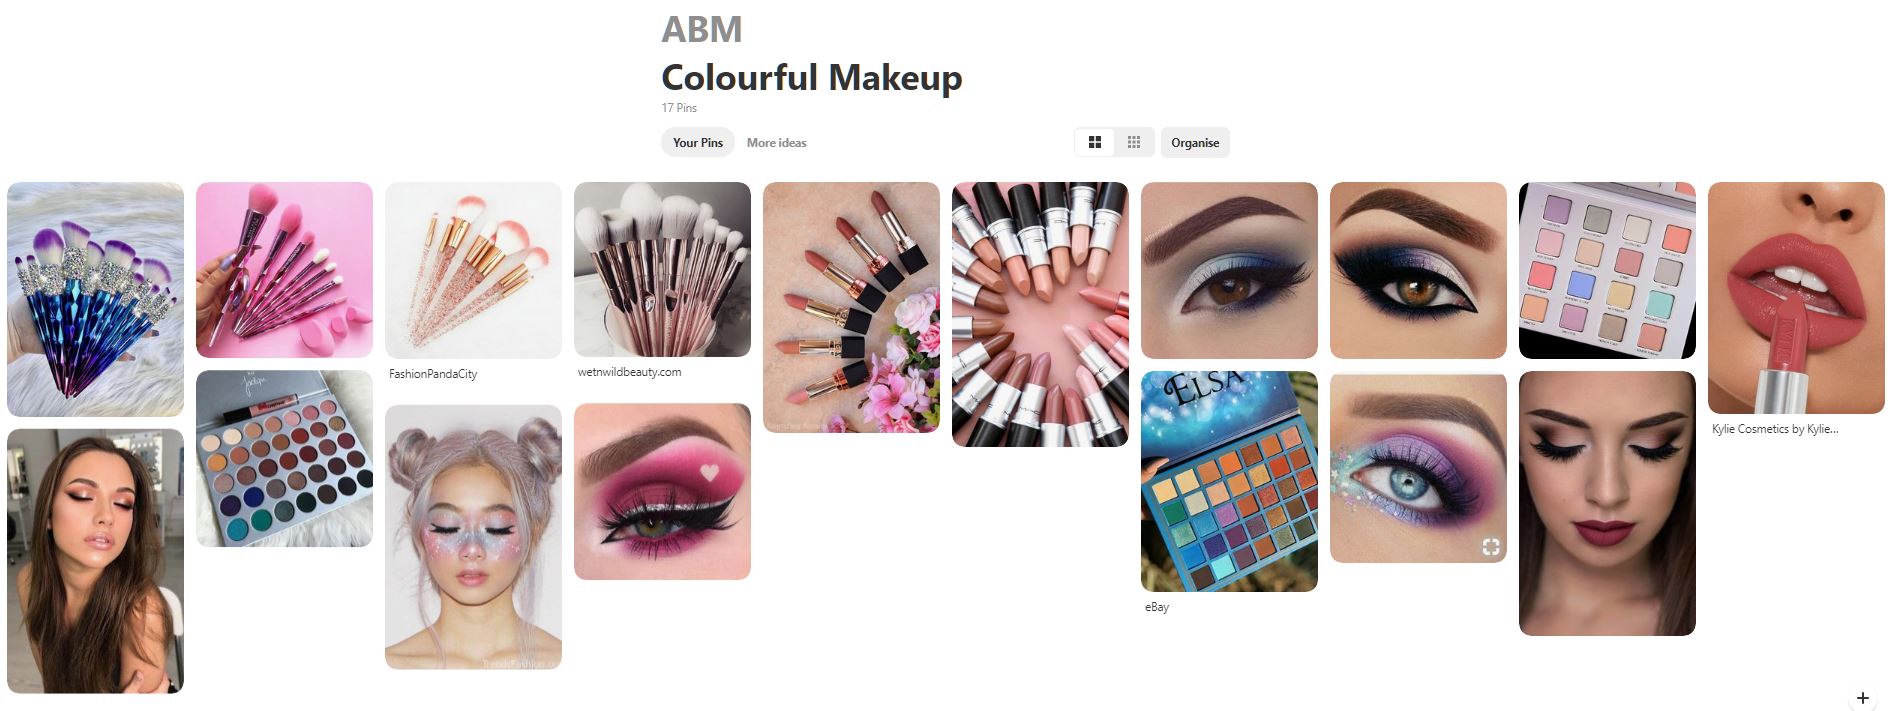 ABM
Colourful Makeup
17 Pins
Your Pins
More ideas
Organise
FashionPandaCity
wetnwildbeauty.com
Kylie Cosmetics by Kylie...
ELSA
eBay
TrendyFashion